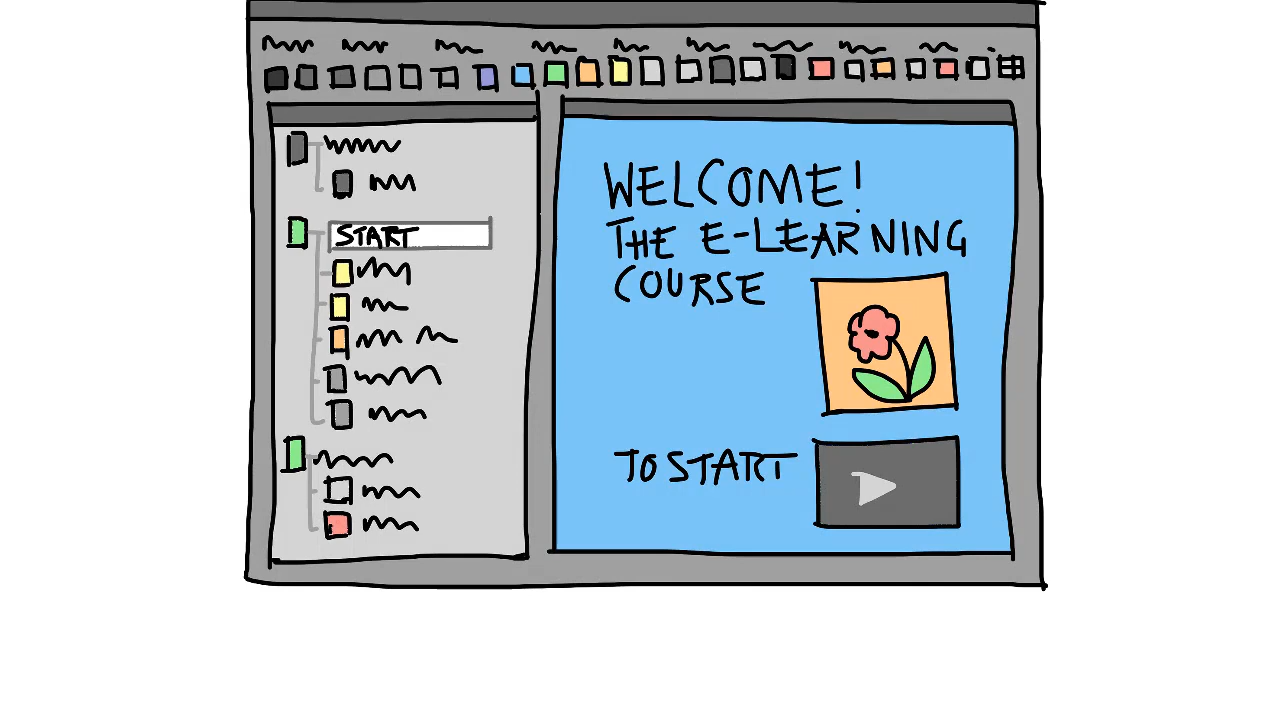 START
WELCOME!
THE E-LEARNING
COURSE
TO START